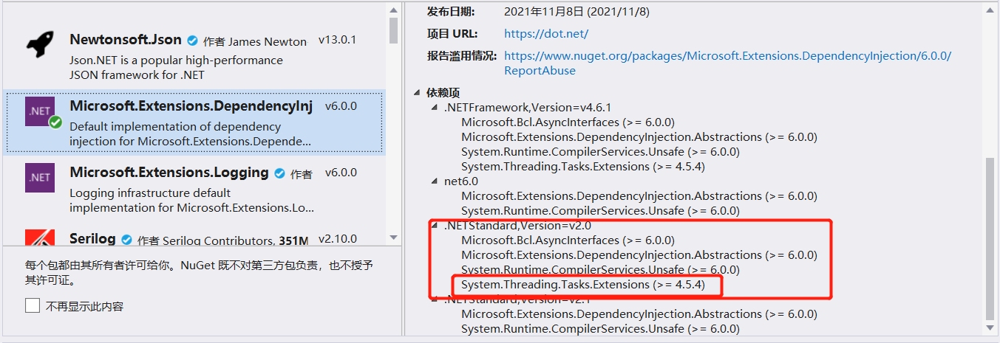 Newtonsoft.Json 作者 James Newton v13.0.1
Json.NET is a popular high-performance
JSON framework for .NET
.NET
Microsoft.Extensions.DependencyInj v6.0.0
Default implementation of dependency
injection for Microsoft.Extensions.Depende...
.NET
Microsoft.Extensions.Logging 作者 v6.0.0
Logging infrastructure default
implementation for Microsoft.Extensions.Lo...
Serilog 作者 Serilog Contributors, 351M v2.10.0
每个包都由其所有者许可给你。NuGet 既不对第三方包负责，也不授予
其许可证。
不再显示此内容
发布日期: 2021年11月8日 (2021/11/8)
项目 URL: https://dot.net/
报告滥用情况: https://www.nuget.org/packages/Microsoft.Extensions.DependencyInjection/6.0.0/
ReportAbuse
依赖项
.NETFramework,Version=v4.6.1
Microsoft.Bcl.AsyncInterfaces (>= 6.0.0)
Microsoft.Extensions.DependencyInjection.Abstractions (>= 6.0.0)
System.Runtime.CompilerServices.Unsafe (>= 6.0.0)
System.Threading.Tasks.Extensions (>= 4.5.4)
net6.0
Microsoft.Extensions.DependencyInjection.Abstractions (>= 6.0.0)
System.Runtime.CompilerServices.Unsafe (>= 6.0.0)
.NETStandard,Version=v2.0
Microsoft.Bcl.AsyncInterfaces (>= 6.0.0)
Microsoft.Extensions.DependencyInjection.Abstractions (>= 6.0.0)
System.Runtime.CompilerServices.Unsafe (>= 6.0.0)
System.Threading.Tasks.Extensions (>= 4.5.4)
.NETStandard,Version=v2.1
Microsoft.Extensions.DependencyInjection.Abstractions (>= 6.0.0)
System.Runtime.CompilerServices.Unsafe (>= 6.0.0)